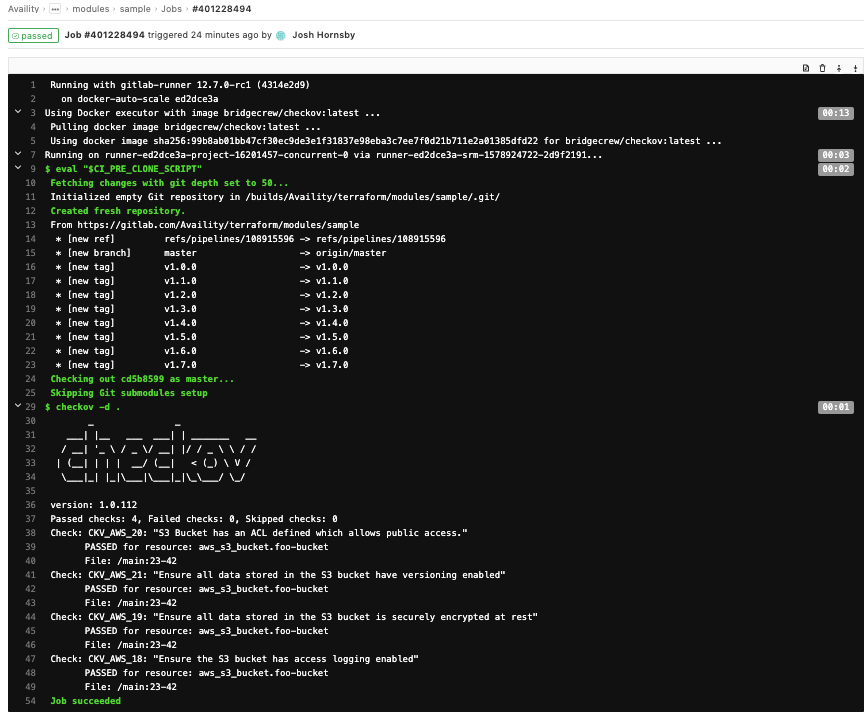 Availity › ··· › modules › sample › Jobs › #401228494
passed Job #401228494 triggered 24 minutes ago by Josh Hornsby
1 Running with gitlab-runner 12.7.0-rc1 (4314e2d9)
2 on docker-auto-scale ed2dce3a
3 Using Docker executor with image bridgecrew/checkov:latest ... 00:13
4 Pulling docker image bridgecrew/checkov:latest ...
5 Using docker image sha256:99b8ab01bb47cf30ec9de3e1f31837e98eba3c7ee7f0d21b711e2a01385dfd22 for bridgecrew/checkov:latest ...
7 Running on runner-ed2dce3a-project-16201457-concurrent-0 via runner-ed2dce3a-srm-1578924722-2d9f2191... 00:03
9 $ eval "$CI_PRE_CLONE_SCRIPT" 00:02
10 Fetching changes with git depth set to 50...
11 Initialized empty Git repository in /builds/Availity/terraform/modules/sample/.git/
12 Created fresh repository.
13 From https://gitlab.com/Availity/terraform/modules/sample
14 * [new ref] refs/pipelines/108915596 -> refs/pipelines/108915596
15 * [new branch] master -> origin/master
16 * [new tag] v1.0.0 -> v1.0.0
17 * [new tag] v1.1.0 -> v1.1.0
18 * [new tag] v1.2.0 -> v1.2.0
19 * [new tag] v1.3.0 -> v1.3.0
20 * [new tag] v1.4.0 -> v1.4.0
21 * [new tag] v1.5.0 -> v1.5.0
22 * [new tag] v1.6.0 -> v1.6.0
23 * [new tag] v1.7.0 -> v1.7.0
24 Checking out cd5b8599 as master...
25 Skipping Git submodules setup
29 $ checkov -d . 00:01
30 _ _
31 ___| |__ ___ ___| | _______ __
32 / __| '_ \ / _ \/ __| |/ / _ \ \ / /
33 | (__| | | | __/ (__| < (_) \ V /
34 \___|_| |_|\___|\___|_|\_\___/ \_/
35
36 version: 1.0.112
37 Passed checks: 4, Failed checks: 0, Skipped checks: 0
38 Check: CKV_AWS_20: "S3 Bucket has an ACL defined which allows public access."
39 PASSED for resource: aws_s3_bucket.foo-bucket
40 File: /main:23-42
41 Check: CKV_AWS_21: "Ensure all data stored in the S3 bucket have versioning enabled"
42 PASSED for resource: aws_s3_bucket.foo-bucket
43 File: /main:23-42
44 Check: CKV_AWS_19: "Ensure all data stored in the S3 bucket is securely encrypted at rest"
45 PASSED for resource: aws_s3_bucket.foo-bucket
46 File: /main:23-42
47 Check: CKV_AWS_18: "Ensure the S3 bucket has access logging enabled"
48 PASSED for resource: aws_s3_bucket.foo-bucket
49 File: /main:23-42
54 Job succeeded